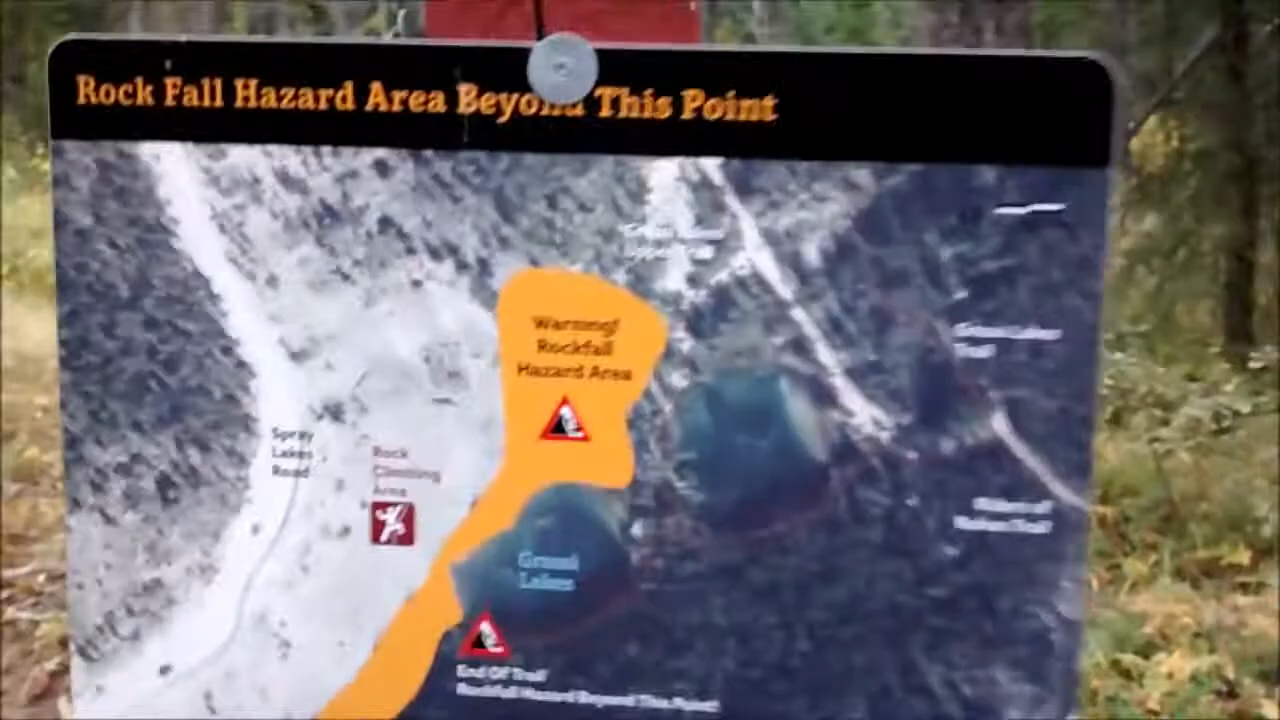 Rock Fall Hazard Area Beyond This Point
Warning!
Rockfall
Hazard Area
Spray
Lakes
Road
Rock
Climbing
Area
Grassi
Lakes
End Of Trail
Rockfall Hazard Beyond This Point